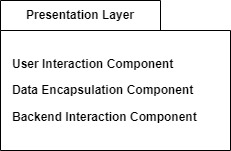 Presentation Layer
User Interaction Component
Data Encapsulation Component
Backend Interaction Component